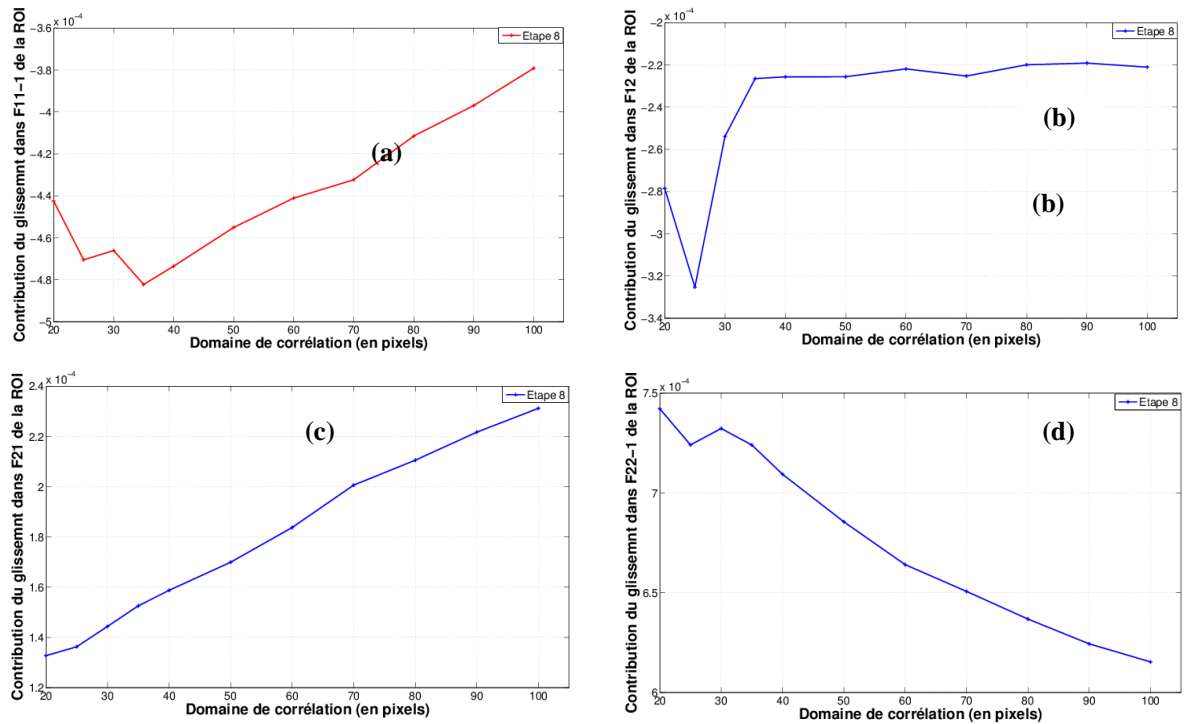 x 10⁻⁴
Contribution du glissemnt dans F11−1 de la ROI
Etape 8
(a)
−3.6
−3.8
−4
−4.2
−4.4
−4.6
−4.8
−5
20 30 40 50 60 70 80 90 100
Domaine de corrélation (en pixels)
x 10⁻⁴
Contribution du glissemnt dans F12 de la ROI
Etape 8
(b)
(b)
−2
−2.2
−2.4
−2.6
−2.8
−3
−3.2
−3.4
20 30 40 50 60 70 80 90 100
Domaine de corrélation (en pixels)
x 10⁻⁴
Contribution du glissemnt dans F21 de la ROI
Etape 8
(c)
2.4
2.2
2
1.8
1.6
1.4
1.2
20 30 40 50 60 70 80 90 100
Domaine de corrélation (en pixels)
x 10⁻⁴
Contribution du glissemnt dans F22−1 de la ROI
Etape 8
(d)
7.5
7
6.5
6
20 30 40 50 60 70 80 90 100
Domaine de corrélation (en pixels)